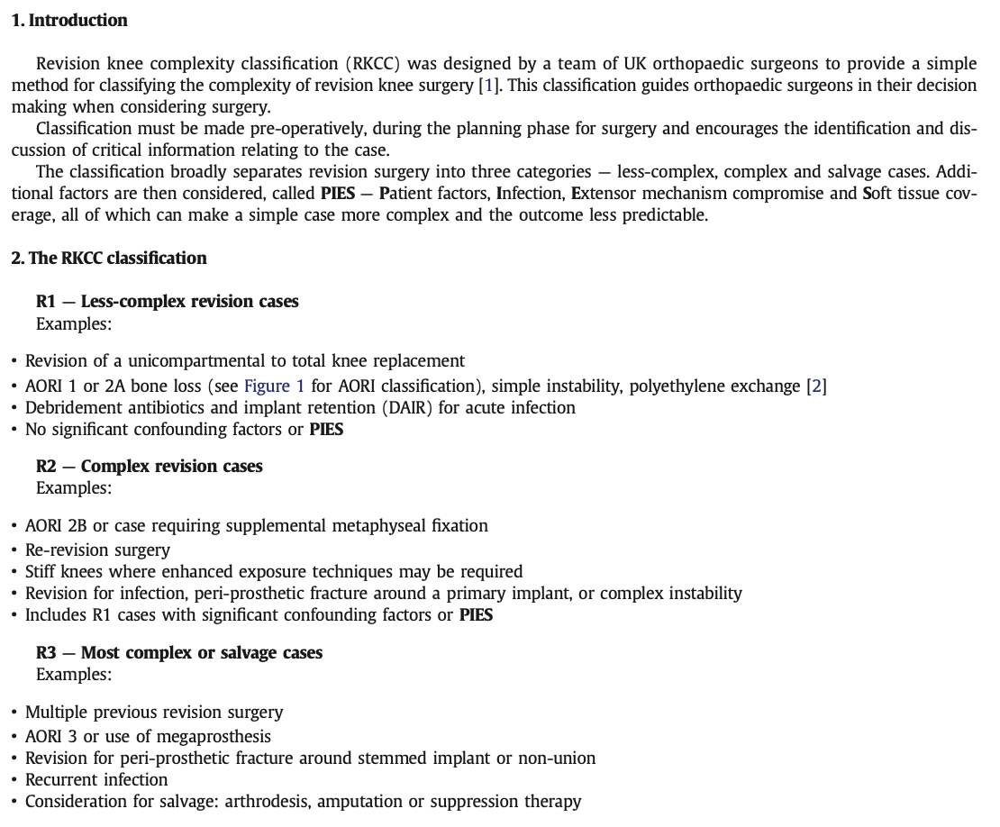 1. Introduction
Revision knee complexity classification (RKCC) was designed by a team of UK orthopaedic surgeons to provide a simple
method for classifying the complexity of revision knee surgery [1]. This classification guides orthopaedic surgeons in their decision
making when considering surgery.
Classification must be made pre-operatively, during the planning phase for surgery and encourages the identification and dis-
cussion of critical information relating to the case.
The classification broadly separates revision surgery into three categories — less-complex, complex and salvage cases. Addi-
tional factors are then considered, called PIES — Patient factors, Infection, Extensor mechanism compromise and Soft tissue cov-
erage, all of which can make a simple case more complex and the outcome less predictable.
2. The RKCC classification
R1 — Less-complex revision cases
Examples:
• Revision of a unicompartmental to total knee replacement
• AORI 1 or 2A bone loss (see Figure 1 for AORI classification), simple instability, polyethylene exchange [2]
• Debridement antibiotics and implant retention (DAIR) for acute infection
• No significant confounding factors or PIES
R2 — Complex revision cases
Examples:
• AORI 2B or case requiring supplemental metaphyseal fixation
• Re-revision surgery
• Stiff knees where enhanced exposure techniques may be required
• Revision for infection, peri-prosthetic fracture around a primary implant, or complex instability
• Includes R1 cases with significant confounding factors or PIES
R3 — Most complex or salvage cases
Examples:
• Multiple previous revision surgery
• AORI 3 or use of megaprosthesis
• Revision for peri-prosthetic fracture around stemmed implant or non-union
• Recurrent infection
• Consideration for salvage: arthrodesis, amputation or suppression therapy